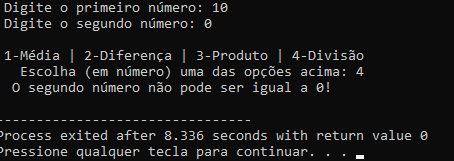 Digite o primeiro número: 10
Digite o segundo número: 0
1-Média | 2-Diferença | 3-Produto | 4-Divisão
Escolha (em número) uma das opções acima: 4
O segundo número não pode ser igual a 0!
--------------------------------
Process exited after 8.336 seconds with return value 0
Pressione qualquer tecla para continuar. . .